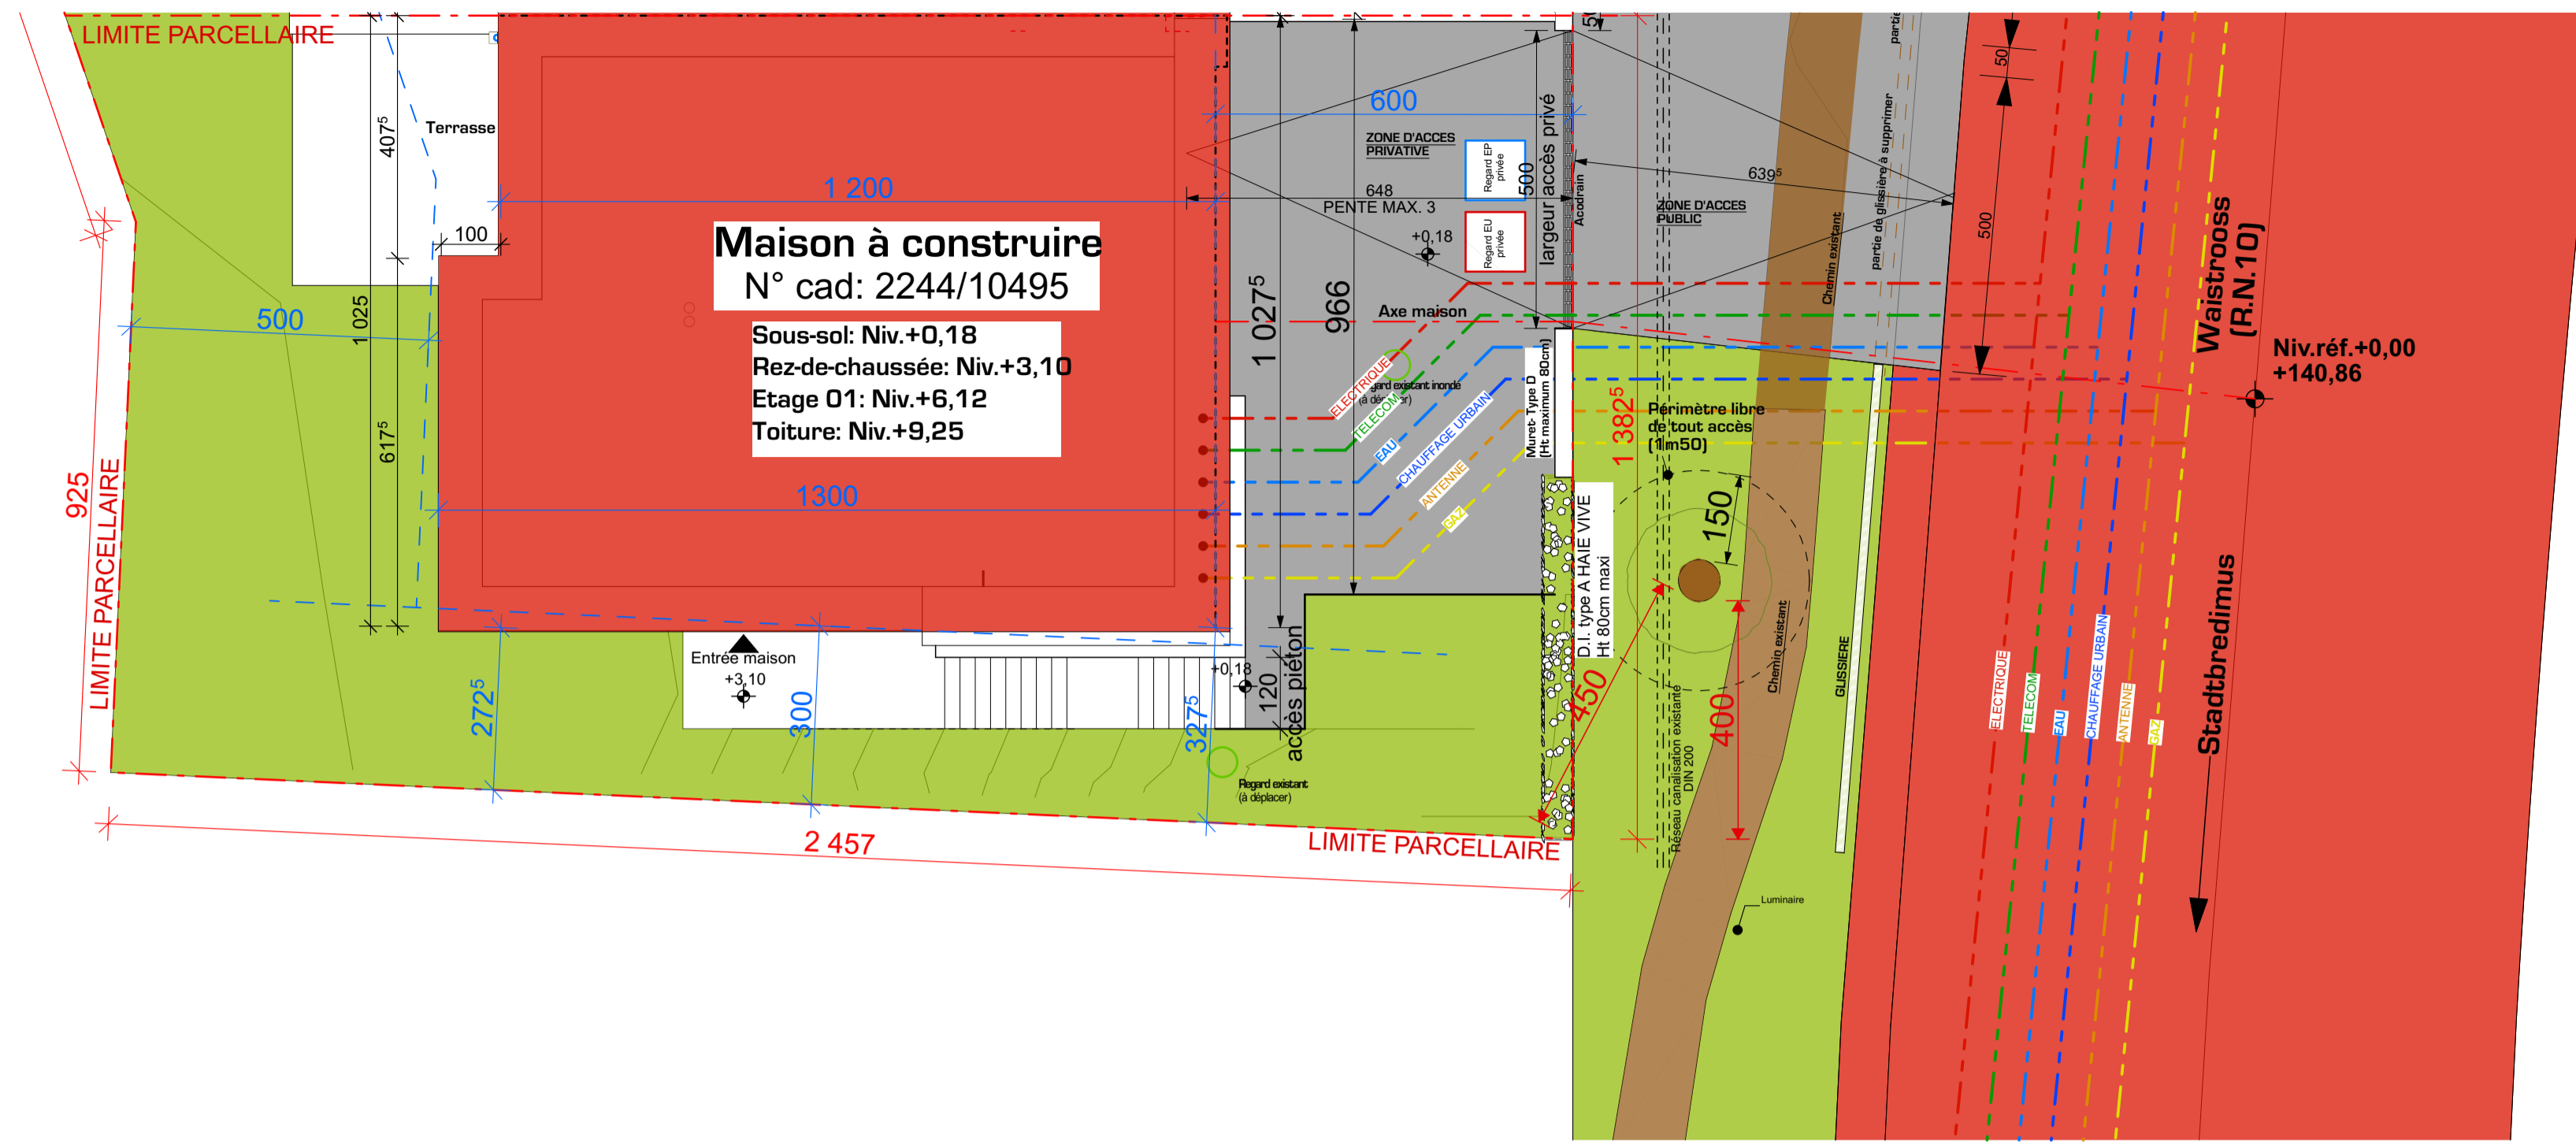 LIMITE PARCELLAIRE
Terrasse
407⁵
1 025
617⁵
100
500
925
LIMITE PARCELLAIRE
1 200
Maison à construire
N° cad: 2244/10495
Sous-sol: Niv.+0,18
Rez-de-chaussée: Niv.+3,10
Etage 01: Niv.+6,12
Toiture: Niv.+9,25
1300
Entrée maison
+3,10
272⁵
300
327⁵
+0,18
120
accès piéton
Regard existant
(à déplacer)
2 457
LIMITE PARCELLAIRE
600
ZONE D'ACCES
PRIVATIVE
648
PENTE MAX. 3
+0,18
Regard EP
privée
Regard EU
privée
500
largeur accès privé
Acodrain
1 027⁵
966
Axe maison
existant inondé
ELECTRIQUE
TELECOM
EAU
CHAUFFAGE URBAIN
ANTENNE
GAZ
Muret- Type D
(Ht maximum 80cm)
D.I. type A HAIE VIVE
Ht 80cm maxi
1 382⁵
639⁵
ZONE D'ACCES
PUBLIC
Chemin existant
partie de glissière à supprimer
partie
50
500
Périmètre libre
de tout accès
(1m50)
150
450
400
Réseau canalisation existante
DIN 200
Chemin existant
GLISSIERE
Luminaire
ELECTRIQUE
TELECOM
EAU
CHAUFFAGE URBAIN
ANTENNE
GAZ
Waistrooss
(R.N.10)
Niv.réf.+0,00
+140,86
Stadtbredimus